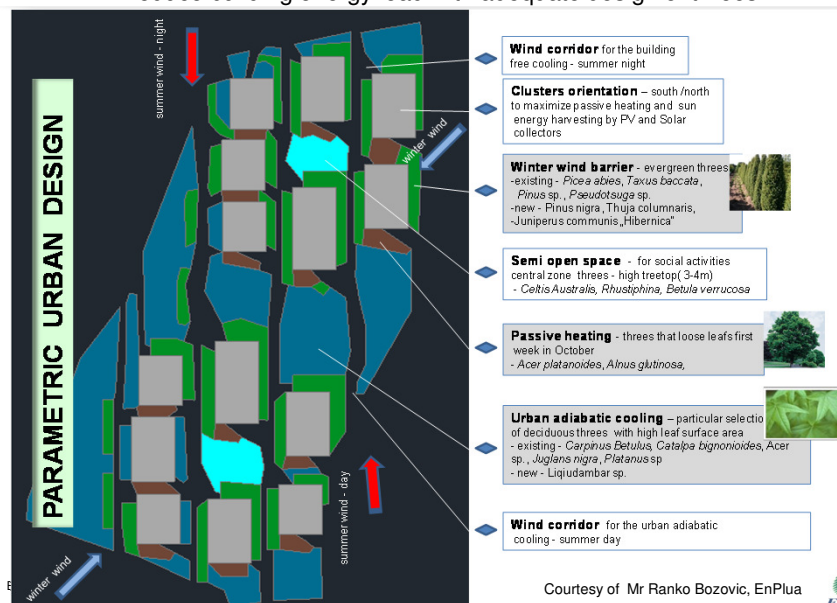 PARAMETRIC URBAN DESIGN
summer wind - night
winter wind
summer wind - day
winter wind
Wind corridor for the building
free cooling - summer night
Clusters orientation – south /north
to maximize passive heating and sun
energy harvesting by PV and Solar
collectors
Winter wind barrier - evergreen threes
-existing - Picea abies, Taxus baccata,
Pinus sp., Pseudotsuga sp.
-new - Pinus nigra, Thuja columnaris,
-Juniperus communis „Hibernica"
Semi open space - for social activities
central zone threes - high treetop( 3-4m)
- Celtis Australis, Rhustiphina, Betula verrucosa
Passive heating - threes that loose leafs first
week in October
- Acer platanoides, Alnus glutinosa,
Urban adiabatic cooling – particular selectio
of deciduous threes with high leaf surface area
- existing - Carpinus Betulus, Catalpa bignonioides, Acer
sp., Juglans nigra, Platanus sp
- new - Liqiudambar sp.
Wind corridor for the urban adiabatic
cooling - summer day
Courtesy of Mr Ranko Bozovic, EnPlua